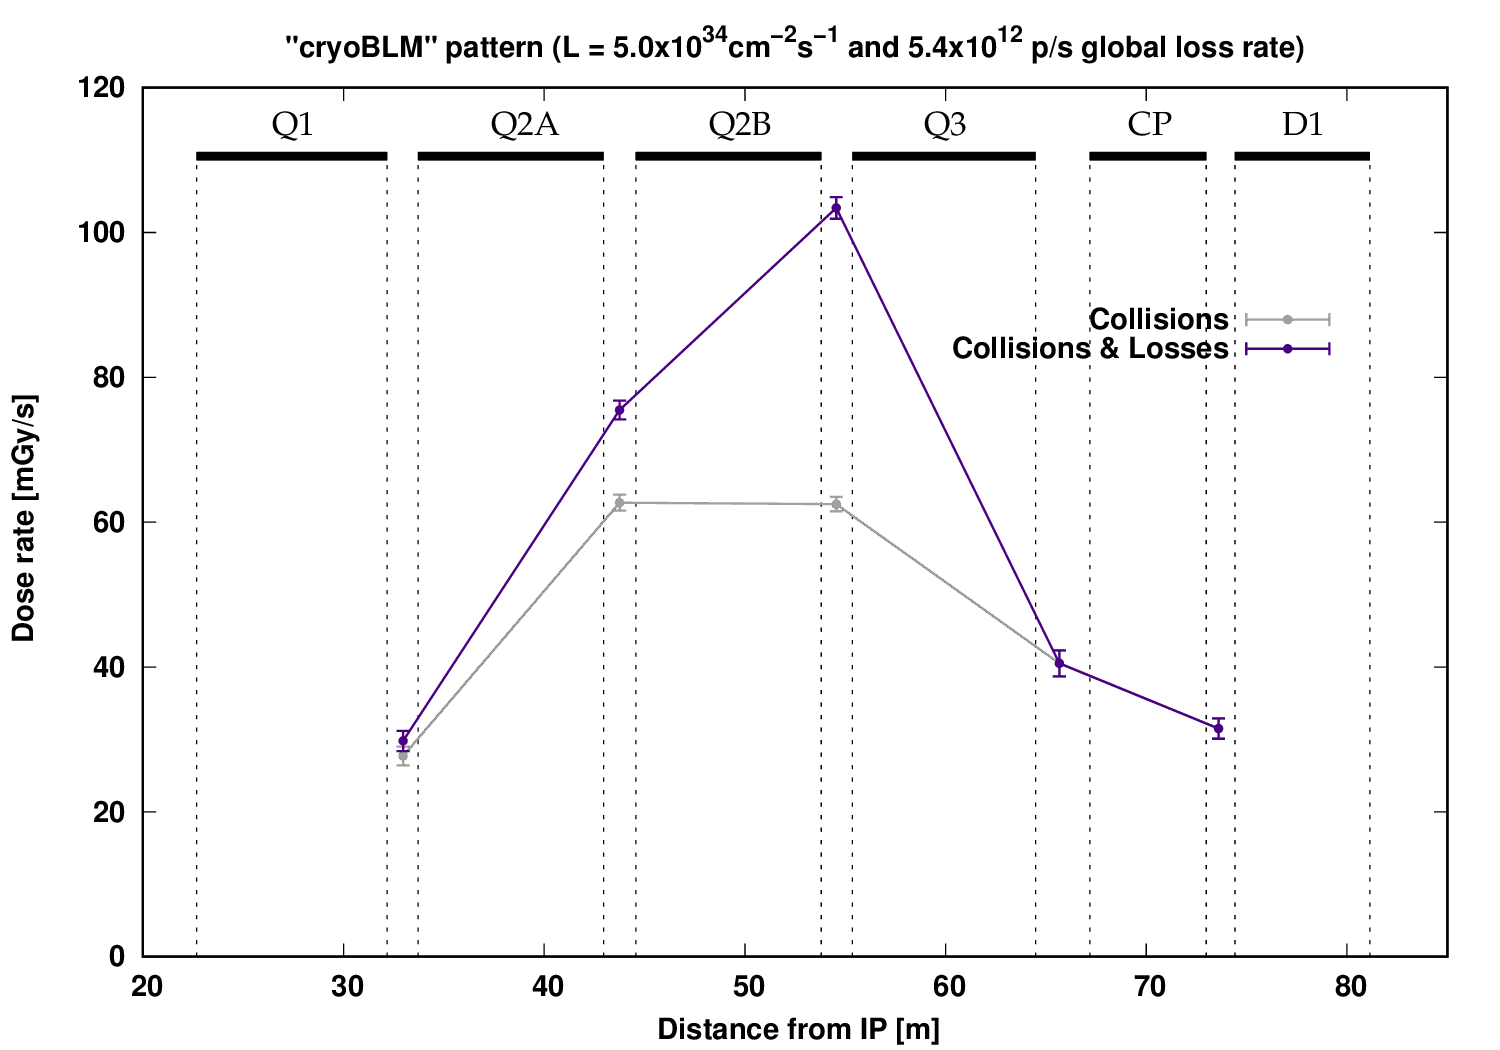 "cryoBLM" pattern (L = 5.0x10³⁴cm⁻²s⁻¹ and 5.4x10¹² p/s global loss rate)
120
Q1 Q2A Q2B Q3 CP D1
100
Collisions
Collisions & Losses
80
60
40
20
0
Dose rate [mGy/s]
20 30 40 50 60 70 80
Distance from IP [m]